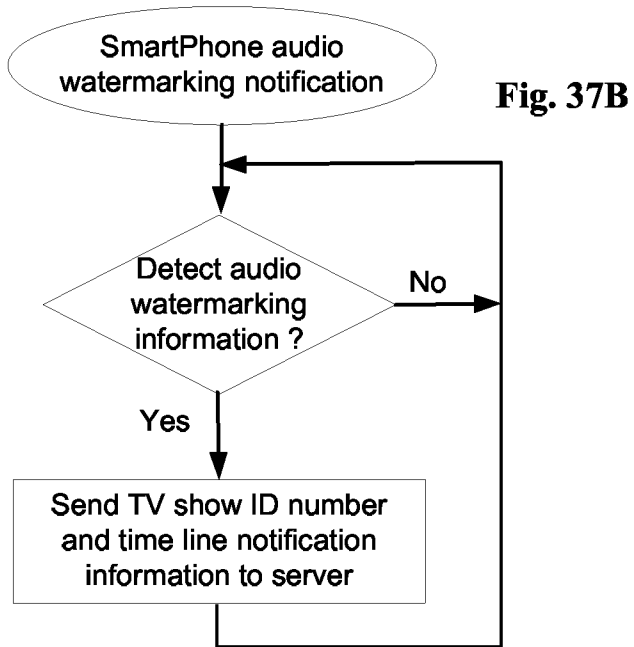 SmartPhone audio
watermarking notification
Fig. 37B
Detect audio
watermarking
information ?
No
Yes
Send TV show ID number
and time line notification
information to server